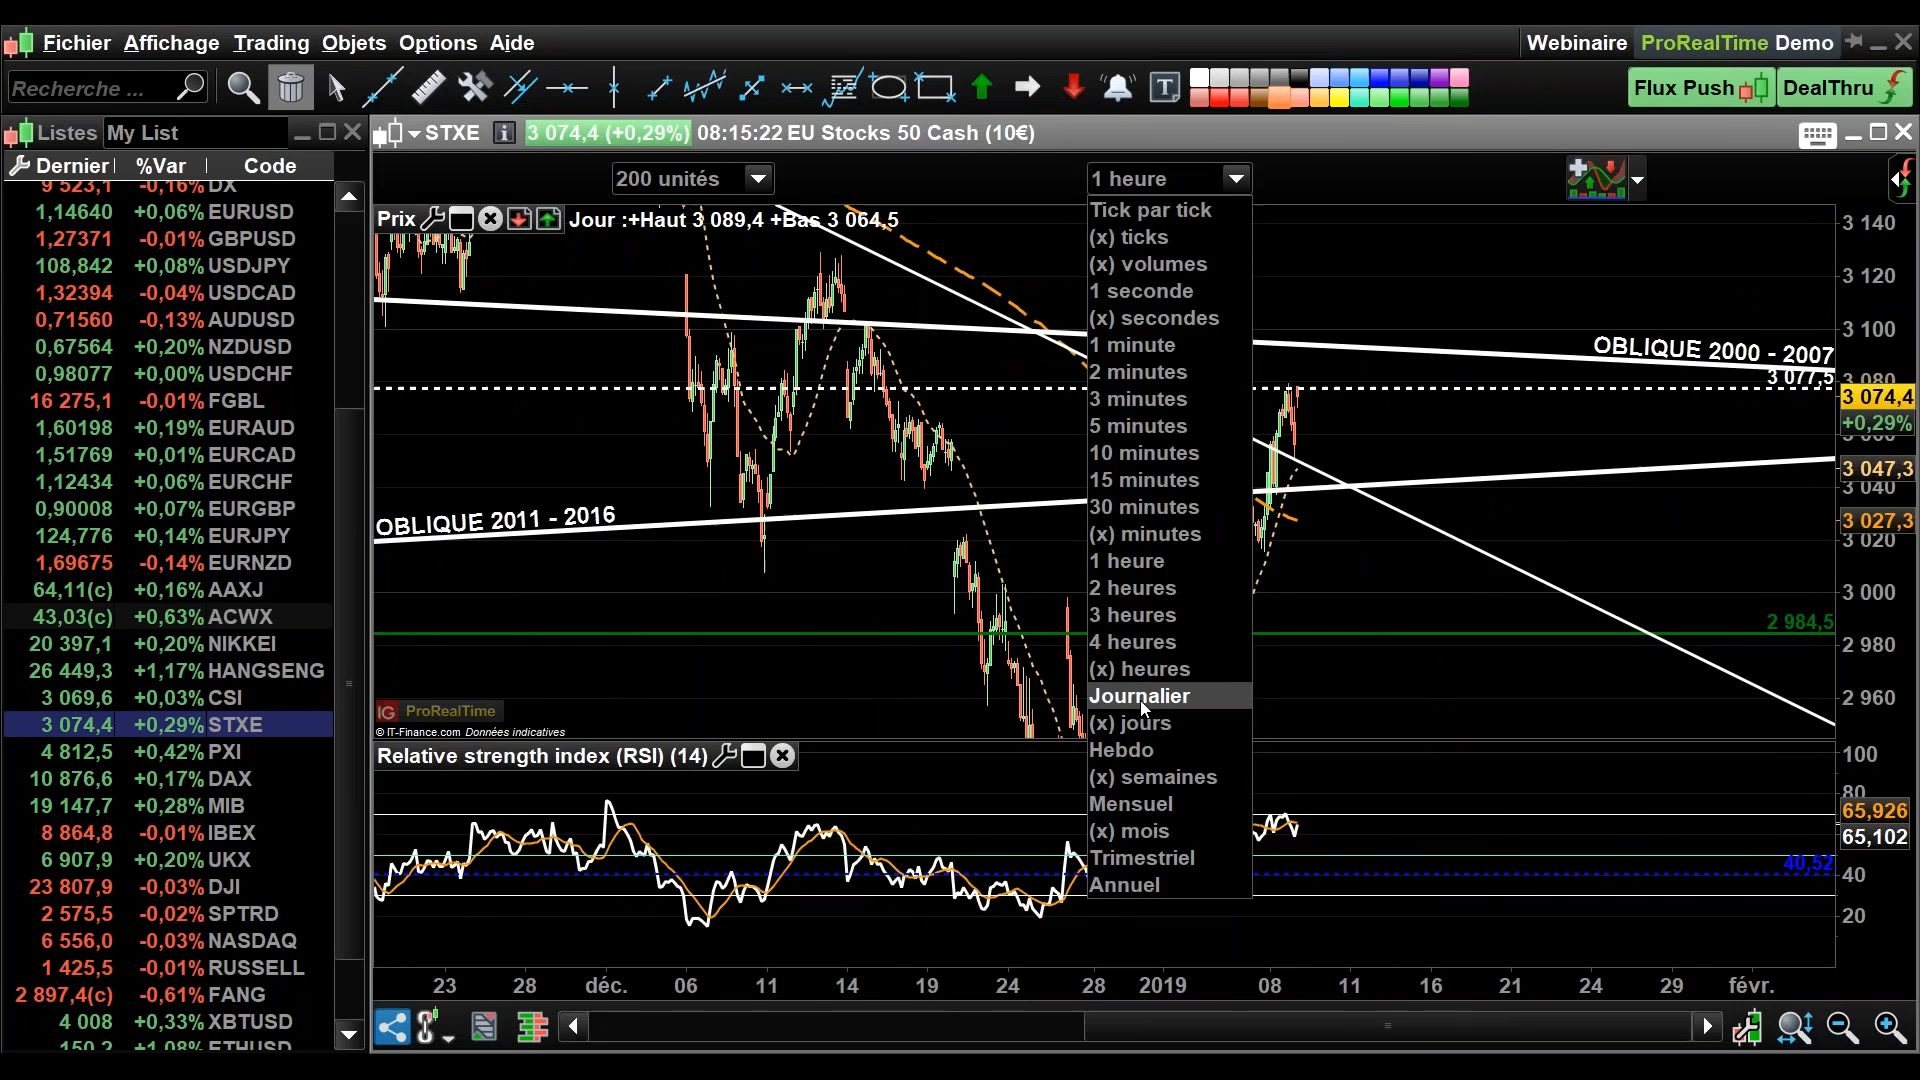 Fichier Affichage Trading Objets Options Aide
Webinaire ProRealTime Demo
Recherche ...
T
Flux Push
DealThru
Listes My List
STXE i 3 074,4 (+0,29%) 08:15:22 EU Stocks 50 Cash (10€)
Dernier %Var Code
9 523,1 -0,16% DX
1,14640 +0,06% EURUSD
1,27371 -0,01% GBPUSD
108,842 +0,08% USDJPY
1,32394 -0,04% USDCAD
0,71560 -0,13% AUDUSD
0,67564 +0,20% NZDUSD
0,98077 +0,00% USDCHF
16 275,1 -0,01% FGBL
1,60198 +0,19% EURAUD
1,51769 +0,01% EURCAD
1,12434 +0,06% EURCHF
0,90008 +0,07% EURGBP
124,776 +0,14% EURJPY
1,69675 -0,14% EURNZD
64,11(c) +0,16% AAXJ
43,03(c) +0,63% ACWX
20 397,1 +0,20% NIKKEI
26 449,3 +1,17% HANGSENG
3 069,6 +0,03% CSI
3 074,4 +0,29% STXE
4 812,5 +0,42% PXI
10 876,6 +0,17% DAX
19 147,7 +0,28% MIB
8 864,8 -0,01% IBEX
6 907,9 +0,20% UKX
23 807,9 -0,03% DJI
2 575,5 -0,02% SPTRD
6 556,0 -0,03% NASDAQ
1 425,5 -0,01% RUSSELL
2 897,4(c) -0,61% FANG
4 008 +0,33% XBTUSD
150,2 +1,08% ETHUSD
200 unités
1 heure
Prix
Jour :+Haut 3 089,4 +Bas 3 064,5
Tick par tick
(x) ticks
(x) volumes
1 seconde
(x) secondes
1 minute
2 minutes
3 minutes
5 minutes
10 minutes
15 minutes
30 minutes
(x) minutes
1 heure
2 heures
3 heures
4 heures
(x) heures
Journalier
(x) jours
Hebdo
(x) semaines
Mensuel
(x) mois
Trimestriel
Annuel
OBLIQUE 2000 - 2007
3 077,5
OBLIQUE 2011 - 2016
2 984,5
3 140
3 120
3 100
3 080
3 074,4
+0,29%
3 060
3 047,3
3 040
3 027,3
3 020
3 000
2 980
2 960
IG ProRealTime
© IT-Finance.com Données indicatives
Relative strength index (RSI) (14)
100
80
65,926
65,102
40,52
40
20
23 28 déc. 06 11 14 19 24 28 2019 08 11 16 21 24 29 févr.